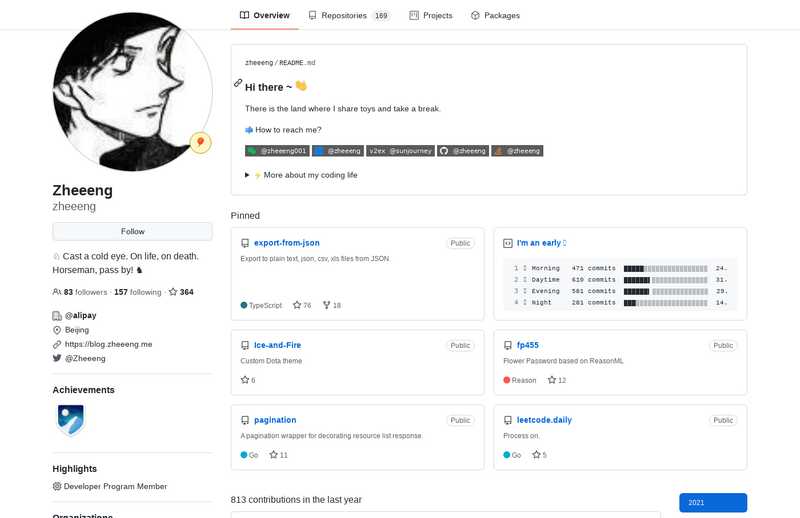 Overview
Repositories 169
Projects
Packages
Zheeeng
zheeeng
Follow
♘ Cast a cold eye. On life, on death.
Horseman, pass by! ♞
83 followers · 157 following · 364
@alipay
Beijing
https://blog.zheeeng.me
@Zheeeng
Achievements
Highlights
Developer Program Member
Organizations
zheeeng/README.md
Hi there ~ 👋
There is the land where I share toys and take a break.
📫 How to reach me?
@zheeeng001
@zheeeng
v2ex @sunjourney
@zheeeng
@zheeeng
▶ ⚡ More about my coding life
Pinned
export-from-json Public
Export to plain text, json, csv, xls files from JSON
TypeScript 76 18
I'm an early
1 Morning 471 commits 24.
2 Daytime 610 commits 31.
3 Evening 561 commits 29.
4 Night 281 commits 14.
Ice-and-Fire Public
Custom Dota theme
6
fp455 Public
Flower Password based on ReasonML
Reason 12
pagination Public
A pagination wrapper for decorating resource list response
Go 11
leetcode.daily Public
Process on.
Go 5
813 contributions in the last year
2021